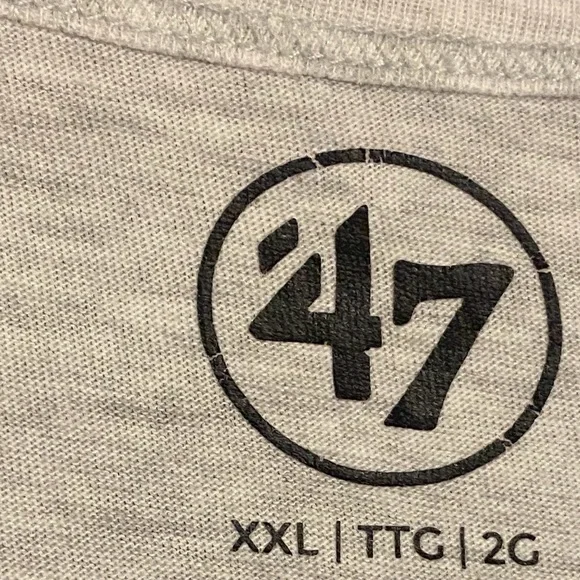 '47
XXL | TTG | 2G